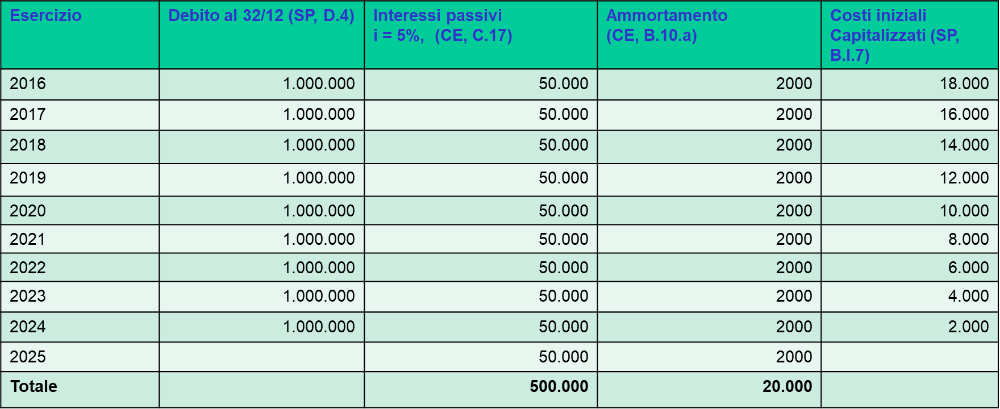 Esercizio Debito al 32/12 (SP, D.4) Interessi passivi Ammortamento Costi iniziali
i = 5%, (CE, C.17) (CE, B.10.a) Capitalizzati (SP,
B.I.7)
2016 1.000.000 50.000 2000 18.000
2017 1.000.000 50.000 2000 16.000
2018 1.000.000 50.000 2000 14.000
2019 1.000.000 50.000 2000 12.000
2020 1.000.000 50.000 2000 10.000
2021 1.000.000 50.000 2000 8.000
2022 1.000.000 50.000 2000 6.000
2023 1.000.000 50.000 2000 4.000
2024 1.000.000 50.000 2000 2.000
2025 50.000 2000
Totale 500.000 20.000